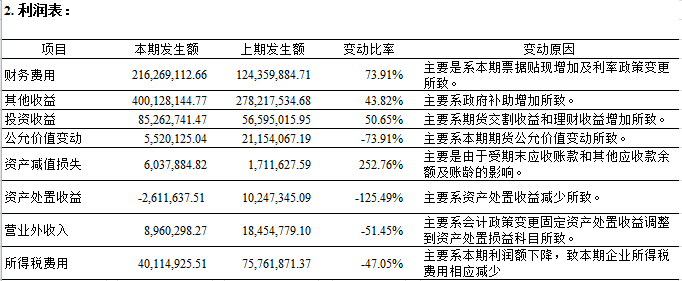 2. 利润表：
项目 本期发生额 上期发生额 变动比率 变动原因
财务费用 216,269,112.66 124,359,884.71 73.91% 主要是系本期票据贴现增加及利率政策变更
所致。
其他收益 400,128,144.77 278,217,534.68 43.82% 主要系政府补助增加所致。
投资收益 85,262,741.47 56,595,015.95 50.65% 主要系期货交割收益和理财收益增加所致。
公允价值变动 5,520,125.04 21,154,067.19 -73.91% 主要系本期期货公允价值变动所致。
资产减值损失 6,037,884.82 1,711,627.59 252.76% 主要是由于受期末应收账款和其他应收款余
额及账龄的影响。
资产处置收益 -2,611,637.51 10,247,345.09 -125.49% 主要系资产处置收益减少所致。
营业外收入 8,960,298.27 18,454,779.10 -51.45% 主要系会计政策变更固定资产处置收益调整
到资产处置损益科目所致。
所得税费用 40,114,925.51 75,761,871.37 -47.05% 主要系本期利润额下降，致本期企业所得税
费用相应减少